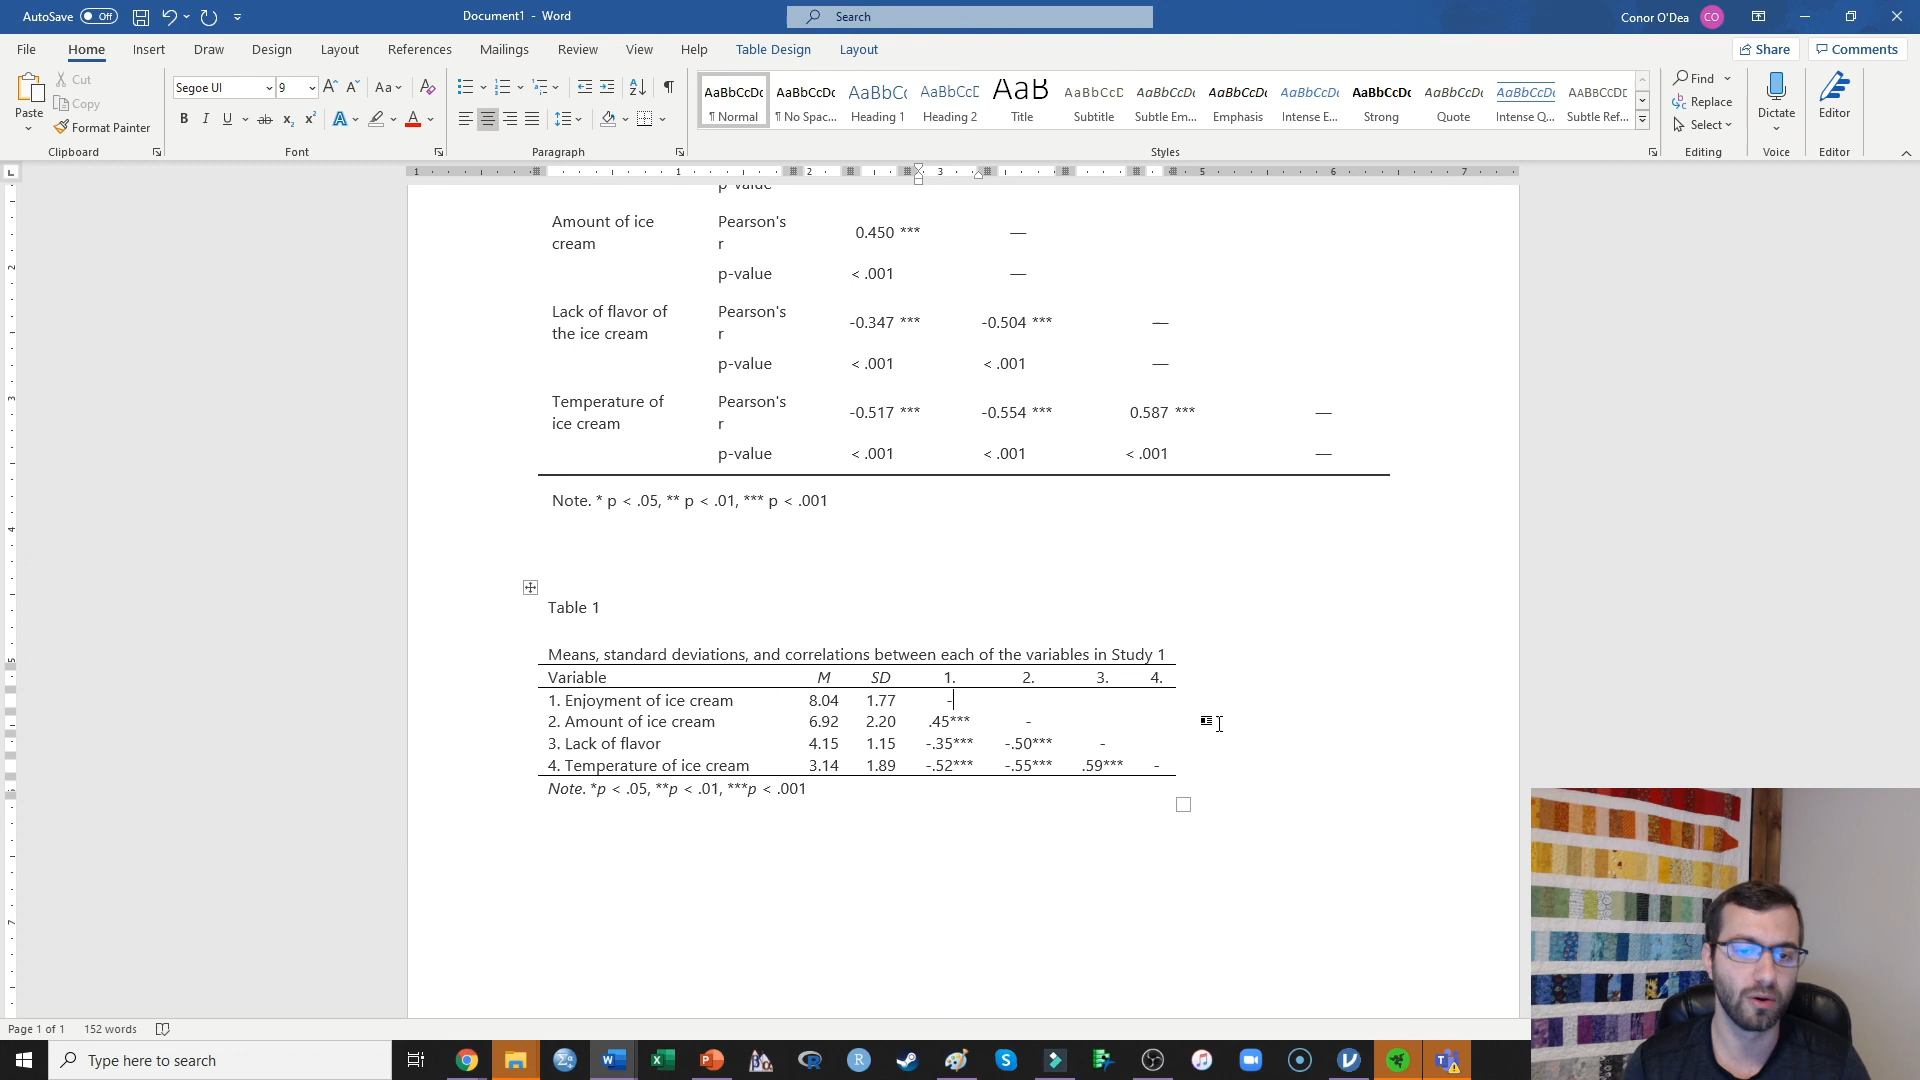 AutoSave Off Document1 - Word Search Conor O'Dea CO
File Home Insert Draw Design Layout References Mailings Review View Help Table Design Layout Share Comments
Paste Cut Copy Format Painter Clipboard
Segoe UI 9 Font
Paragraph
AaBbCcDc AaBbCcDc AaBbCc AaBbCcE AaB AaBbCcD AaBbCcDc AaBbCcDc AaBbCcDc AaBbCcDc AaBbCcDc AaBbCcDc AABBCCDE
¶ Normal ¶ No Spac... Heading 1 Heading 2 Title Subtitle Subtle Em... Emphasis Intense E... Strong Quote Intense Q... Subtle Ref...
Styles
Find Replace Select Editing
Dictate Voice
Editor Editor
p-value
Amount of ice cream Pearson's r 0.450 *** —
p-value < .001 —
Lack of flavor of the ice cream Pearson's r -0.347 *** -0.504 *** —
p-value < .001 < .001 —
Temperature of ice cream Pearson's r -0.517 *** -0.554 *** 0.587 *** —
p-value < .001 < .001 < .001 —
Note. * p < .05, ** p < .01, *** p < .001
Table 1
Means, standard deviations, and correlations between each of the variables in Study 1
Variable M SD 1. 2. 3. 4.
1. Enjoyment of ice cream 8.04 1.77 -
2. Amount of ice cream 6.92 2.20 .45*** -
3. Lack of flavor 4.15 1.15 -.35*** -.50*** -
4. Temperature of ice cream 3.14 1.89 -.52*** -.55*** .59*** -
Note. *p < .05, **p < .01, ***p < .001
Page 1 of 1 152 words
Type here to search